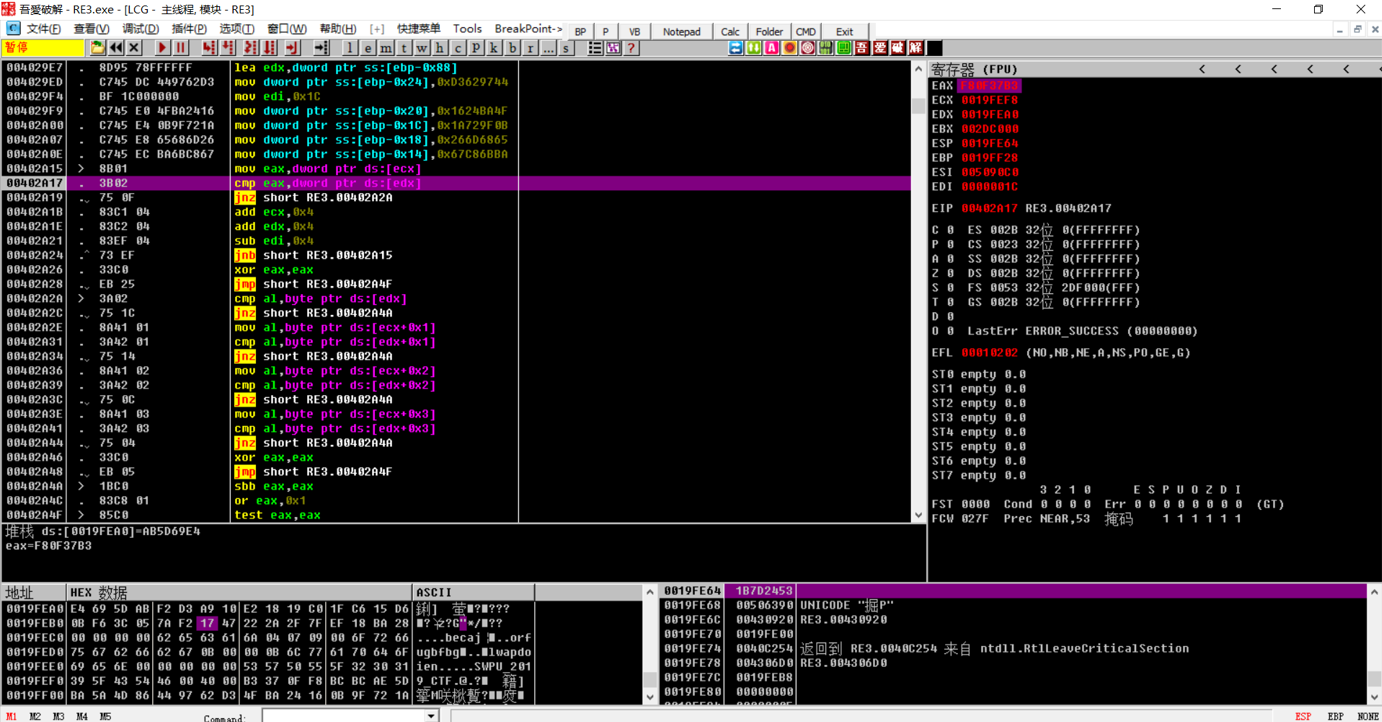 吾愛破解 - RE3.exe - [LCG - 主线程, 模块 - RE3]
文件(F) 查看(V) 调试(D) 插件(P) 选项(T) 窗口(W) 帮助(H) [+] 快捷菜单 Tools BreakPoint-> BP P VB Notepad Calc Folder CMD Exit
暂停 l e m t w h c P k b r ... s ? 吾 爱 破 解
004029E7 . 8D95 78FFFFFF lea edx,dword ptr ss:[ebp-0x88]
004029ED . C745 DC 449762D3 mov dword ptr ss:[ebp-0x24],0xD3629744
004029F4 . BF 1C000000 mov edi,0x1C
004029F9 . C745 E0 4FBA2416 mov dword ptr ss:[ebp-0x20],0x1624BA4F
00402A00 . C745 E4 0B9F721A mov dword ptr ss:[ebp-0x1C],0x1A729F0B
00402A07 . C745 E8 65686D26 mov dword ptr ss:[ebp-0x18],0x266D6865
00402A0E . C745 EC BA6BC867 mov dword ptr ss:[ebp-0x14],0x67C86BBA
00402A15 > 8B01 mov eax,dword ptr ds:[ecx]
00402A17 . 3B02 cmp eax,dword ptr ds:[edx]
00402A19 . 75 0F jnz short RE3.00402A2A
00402A1B . 83C1 04 add ecx,0x4
00402A1E . 83C2 04 add edx,0x4
00402A21 . 83EF 04 sub edi,0x4
00402A24 .^ 73 EF jnb short RE3.00402A15
00402A26 . 33C0 xor eax,eax
00402A28 . EB 25 jmp short RE3.00402A4F
00402A2A > 3A02 cmp al,byte ptr ds:[edx]
00402A2C . 75 1C jnz short RE3.00402A4A
00402A2E . 8A41 01 mov al,byte ptr ds:[ecx+0x1]
00402A31 . 3A42 01 cmp al,byte ptr ds:[edx+0x1]
00402A34 . 75 14 jnz short RE3.00402A4A
00402A36 . 8A41 02 mov al,byte ptr ds:[ecx+0x2]
00402A39 . 3A42 02 cmp al,byte ptr ds:[edx+0x2]
00402A3C . 75 0C jnz short RE3.00402A4A
00402A3E . 8A41 03 mov al,byte ptr ds:[ecx+0x3]
00402A41 . 3A42 03 cmp al,byte ptr ds:[edx+0x3]
00402A44 . 75 04 jnz short RE3.00402A4A
00402A46 . 33C0 xor eax,eax
00402A48 . EB 05 jmp short RE3.00402A4F
00402A4A > 1BC0 sbb eax,eax
00402A4C . 83C8 01 or eax,0x1
00402A4F > 85C0 test eax,eax
堆栈 ds:[0019FEA0]=AB5D69E4
eax=F80F37B3
寄存器 (FPU) < < < < <
EAX F80F37B3
ECX 0019FEF8
EDX 0019FEA0
EBX 002DC000
ESP 0019FE64
EBP 0019FF28
ESI 005090C0
EDI 0000001C
EIP 00402A17 RE3.00402A17
C 0 ES 002B 32位 0(FFFFFFFF)
P 0 CS 0023 32位 0(FFFFFFFF)
A 0 SS 002B 32位 0(FFFFFFFF)
Z 0 DS 002B 32位 0(FFFFFFFF)
S 0 FS 0053 32位 2DF000(FFF)
T 0 GS 002B 32位 0(FFFFFFFF)
D 0
O 0 LastErr ERROR_SUCCESS (00000000)
EFL 00010202 (NO,NB,NE,A,NS,PO,GE,G)
ST0 empty 0.0
ST1 empty 0.0
ST2 empty 0.0
ST3 empty 0.0
ST4 empty 0.0
ST5 empty 0.0
ST6 empty 0.0
ST7 empty 0.0
3 2 1 0 E S P U O Z D I
FST 0000 Cond 0 0 0 0 Err 0 0 0 0 0 0 0 0 (GT)
FCW 027F Prec NEAR,53 掩码 1 1 1 1 1 1
地址 HEX 数据 ASCII
0019FEA0 E4 69 5D AB F2 D3 A9 10 E2 18 19 C0 1F C6 15 D6
0019FEB0 0B F6 3C 05 7A F2 17 47 22 2A 2F 7F EF 18 BA 28
0019FEC0 00 00 00 00 62 65 63 61 6A 04 07 09 00 6F 72 66 ....becaj ..orf
0019FED0 75 67 62 66 62 67 0B 00 00 0B 6C 77 61 70 64 6F ugbfbg..lwapdo
0019FEE0 69 65 6E 00 00 00 00 00 53 57 50 55 5F 32 30 31 ien.....SWPU_201
0019FEF0 39 5F 43 54 46 00 40 00 B3 37 0F F8 BC BC AE 5D 9_CTF.@.
0019FF00 BA 5A 4D 86 44 97 62 D3 4F BA 24 16 0B 9F 72 1A
0019FE64 1B7D2453
0019FE68 00506390 UNICODE "掘P"
0019FE6C 00430920 RE3.00430920
0019FE70 0019FE00
0019FE74 0040C254 返回到 RE3.0040C254 来自 ntdll.RtlLeaveCriticalSection
0019FE78 004306D0 RE3.004306D0
0019FE7C 0019FEB8
0019FE80 00000000
M1 M2 M3 M4 M5 Command: ESP EBP NONE